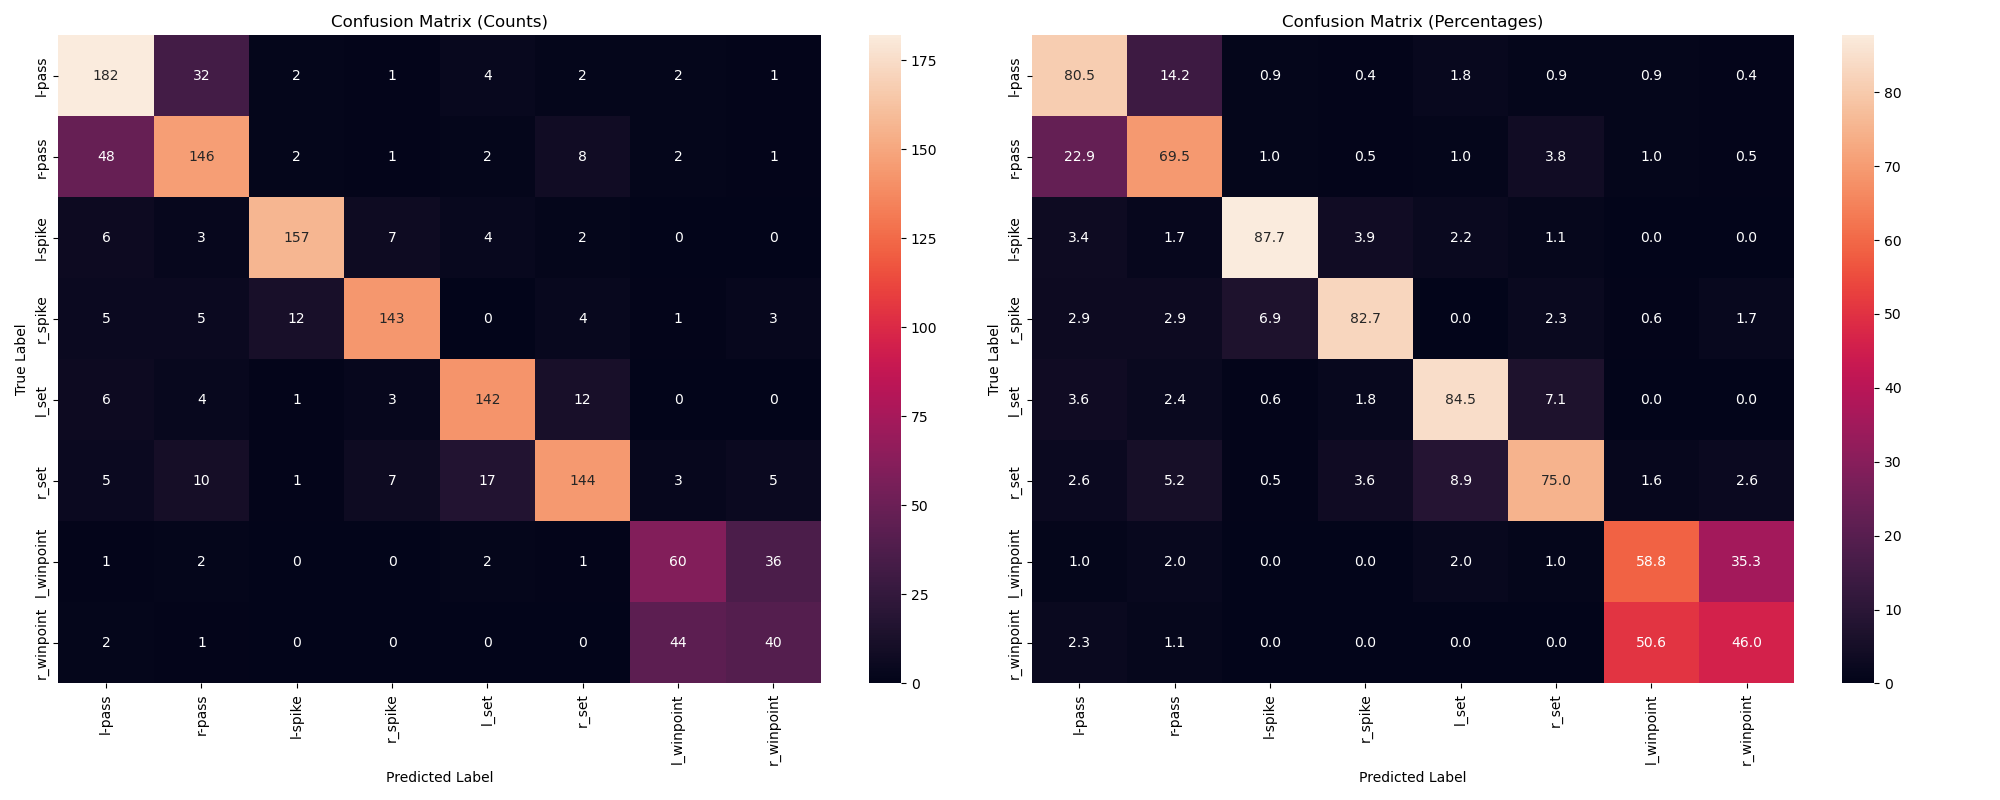 Confusion Matrix (Counts)
True Label
l-pass 182 32 2 1 4 2 2 1
r-pass 48 146 2 1 2 8 2 1
l-spike 6 3 157 7 4 2 0 0
r_spike 5 5 12 143 0 4 1 3
l_set 6 4 1 3 142 12 0 0
r_set 5 10 1 7 17 144 3 5
l_winpoint 1 2 0 0 2 1 60 36
r_winpoint 2 1 0 0 0 0 44 40
l-pass r-pass l-spike r_spike l_set r_set l_winpoint r_winpoint
Predicted Label
175
150
125
100
75
50
25
0
Confusion Matrix (Percentages)
True Label
l-pass 80.5 14.2 0.9 0.4 1.8 0.9 0.9 0.4
r-pass 22.9 69.5 1.0 0.5 1.0 3.8 1.0 0.5
l-spike 3.4 1.7 87.7 3.9 2.2 1.1 0.0 0.0
r_spike 2.9 2.9 6.9 82.7 0.0 2.3 0.6 1.7
l_set 3.6 2.4 0.6 1.8 84.5 7.1 0.0 0.0
r_set 2.6 5.2 0.5 3.6 8.9 75.0 1.6 2.6
l_winpoint 1.0 2.0 0.0 0.0 2.0 1.0 58.8 35.3
r_winpoint 2.3 1.1 0.0 0.0 0.0 0.0 50.6 46.0
l-pass r-pass l-spike r_spike l_set r_set l_winpoint r_winpoint
Predicted Label
80
70
60
50
40
30
20
10
0